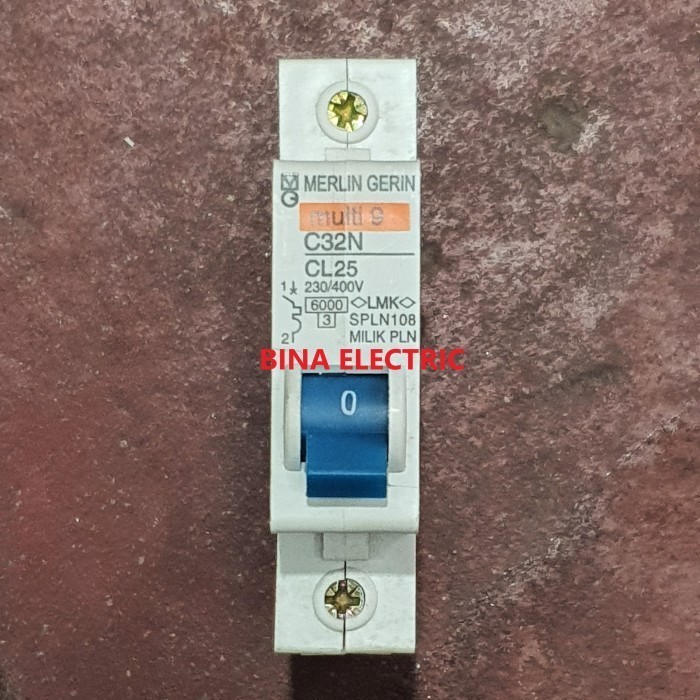 MERLIN GERIN
multi 9
C32N
CL25
230/400V
1
6000 LMK
3 SPLN108
2 MILIK PLN
BINA ELECTRIC
0